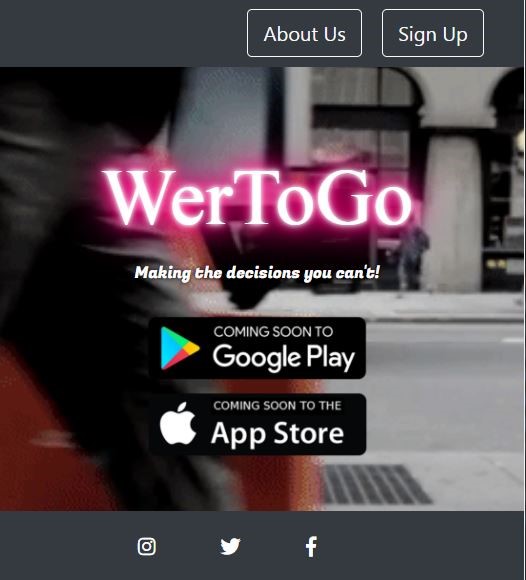 About Us
Sign Up
WerToGo
Making the decisions you can't!
COMING SOON TO
Google Play
COMING SOON TO THE
App Store